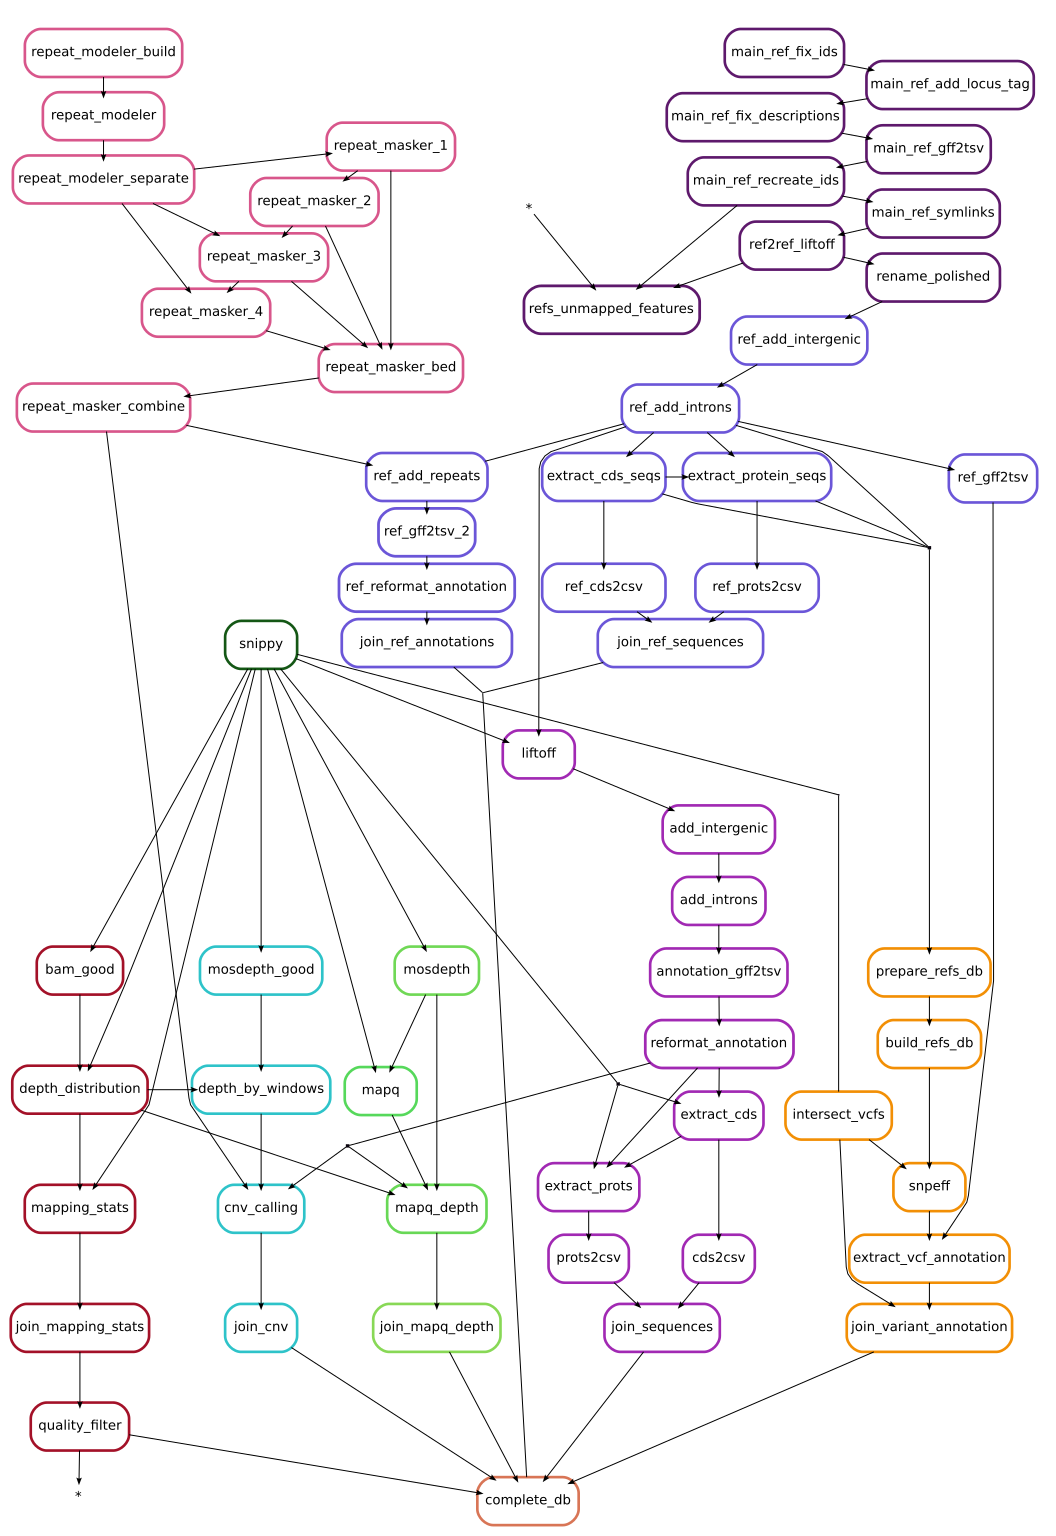 repeat_modeler_build
main_ref_fix_ids
main_ref_add_locus_tag
repeat_modeler
main_ref_fix_descriptions
repeat_masker_1
main_ref_gff2tsv
repeat_modeler_separate
main_ref_recreate_ids
repeat_masker_2
*
main_ref_symlinks
ref2ref_liftoff
repeat_masker_3
rename_polished
repeat_masker_4
refs_unmapped_features
ref_add_intergenic
repeat_masker_bed
repeat_masker_combine
ref_add_introns
ref_add_repeats
extract_cds_seqs
extract_protein_seqs
ref_gff2tsv
ref_gff2tsv_2
ref_reformat_annotation
ref_cds2csv
ref_prots2csv
snippy
join_ref_annotations
join_ref_sequences
liftoff
add_intergenic
add_introns
bam_good
mosdepth_good
mosdepth
annotation_gff2tsv
prepare_refs_db
reformat_annotation
build_refs_db
depth_distribution
depth_by_windows
mapq
extract_cds
intersect_vcfs
extract_prots
snpeff
mapping_stats
cnv_calling
mapq_depth
prots2csv
cds2csv
extract_vcf_annotation
join_mapping_stats
join_cnv
join_mapq_depth
join_sequences
join_variant_annotation
quality_filter
*
complete_db